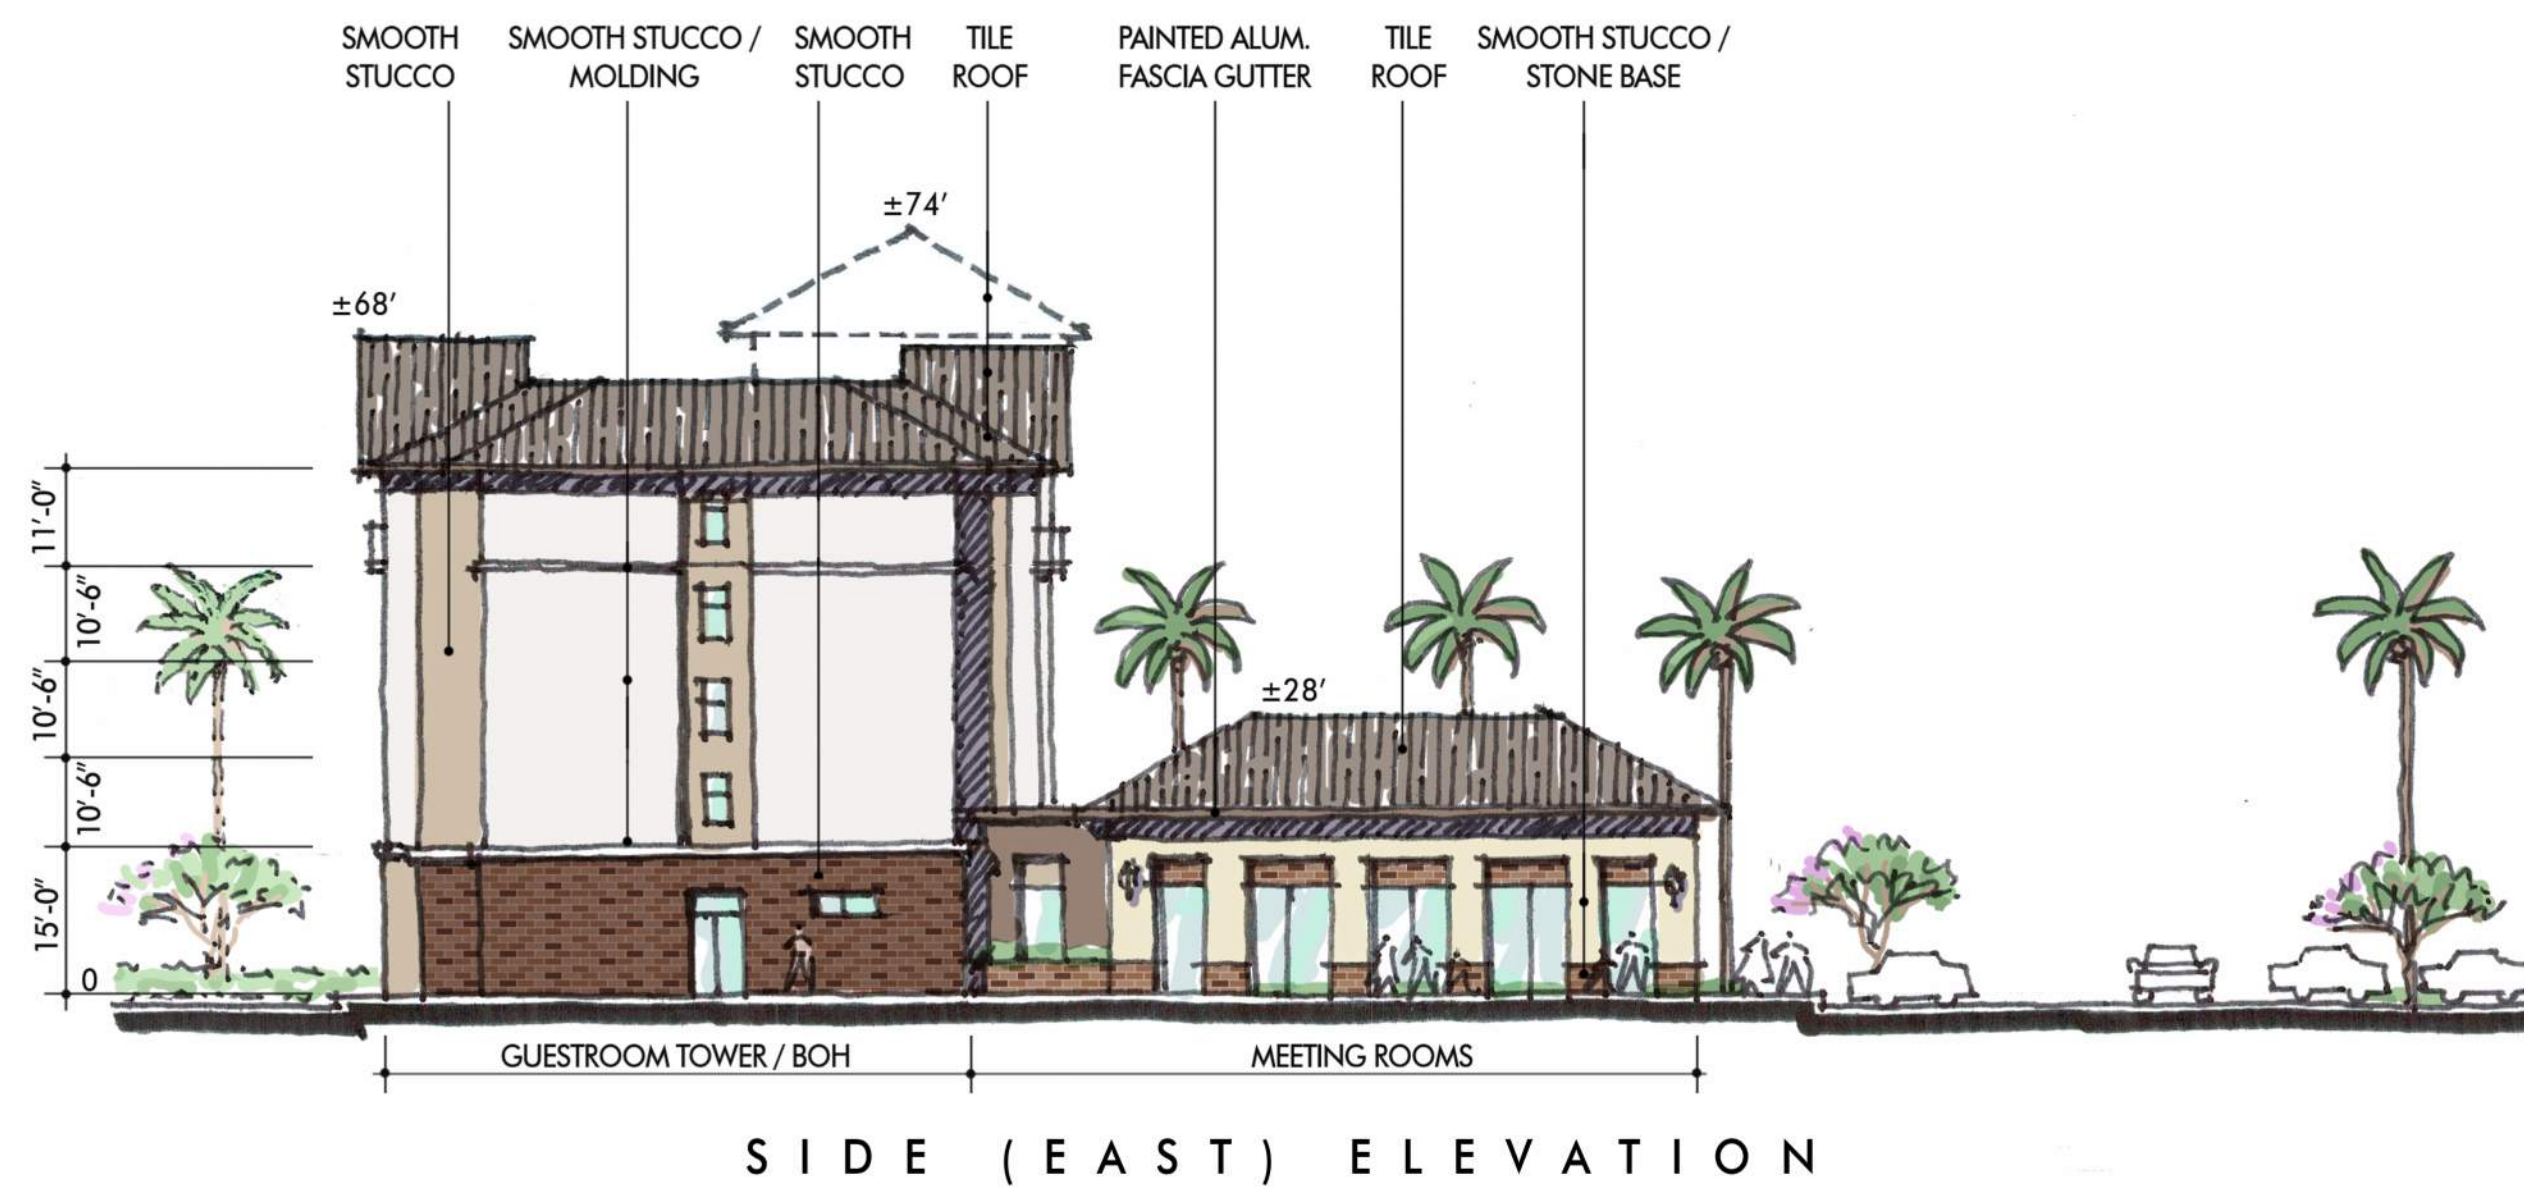 SMOOTH
STUCCO
SMOOTH STUCCO /
MOLDING
SMOOTH
STUCCO
TILE
ROOF
PAINTED ALUM.
FASCIA GUTTER
TILE
ROOF
SMOOTH STUCCO /
STONE BASE
±74'
±68'
±28'
11'-0"
10'-6"
10'-6"
10'-6"
15'-0"
0
GUESTROOM TOWER / BOH
MEETING ROOMS
SIDE (EAST) ELEVATION